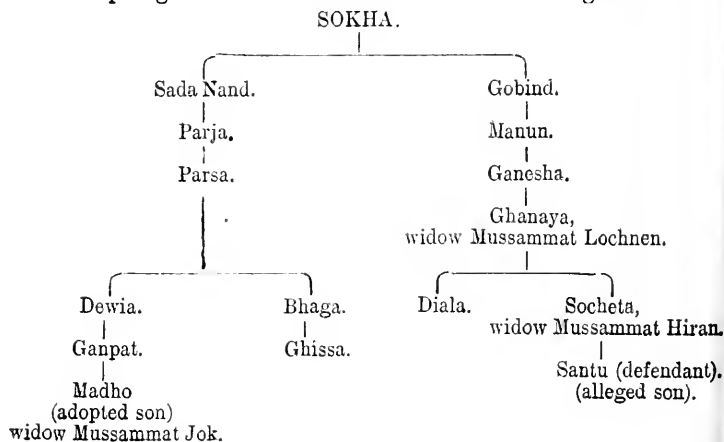 SOKHA.
Sada Nand. Gobind.
Parja. Manun.
Parsa. Ganesha.
Ghanaya,
widow Mussammat Lochnen.
Dewia. Bhaga. Diala. Socheta,
widow Mussammat Hiran.
Ganpat. Ghissa.
Santu (defendant).
(alleged son).
Madho
(adopted son)
widow Mussammat Jok.